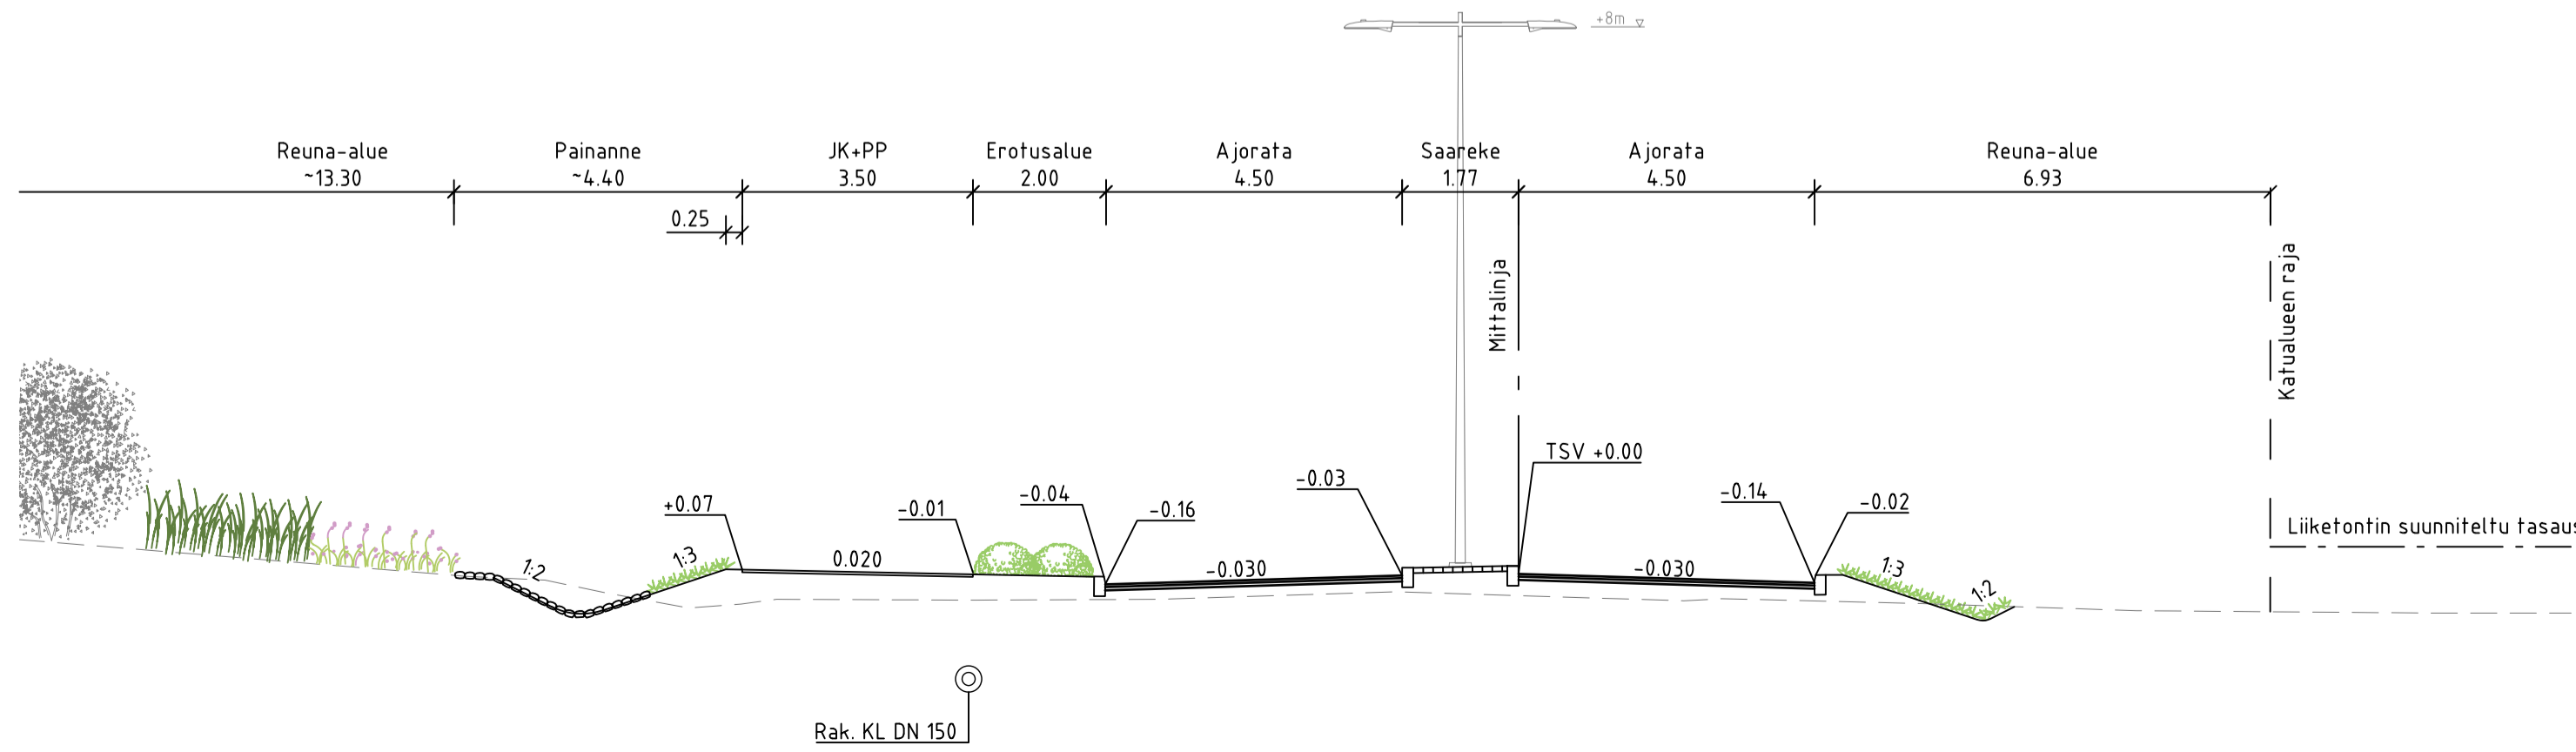 +8m
Reuna-alue
~13.30
Painanne
~4.40
JK+PP
3.50
Erotusalue
2.00
Ajorata
4.50
Saareke
1.77
Ajorata
4.50
Reuna-alue
6.93
0.25
Mittalinja
Katualueen raja
TSV +0.00
+0.07
-0.01
-0.04
-0.16
-0.03
-0.14
-0.02
Liiketontin suunniteltu tasaus
1:2
1:3
0.020
-0.030
-0.030
1:3
1:2
Rak. KL DN 150